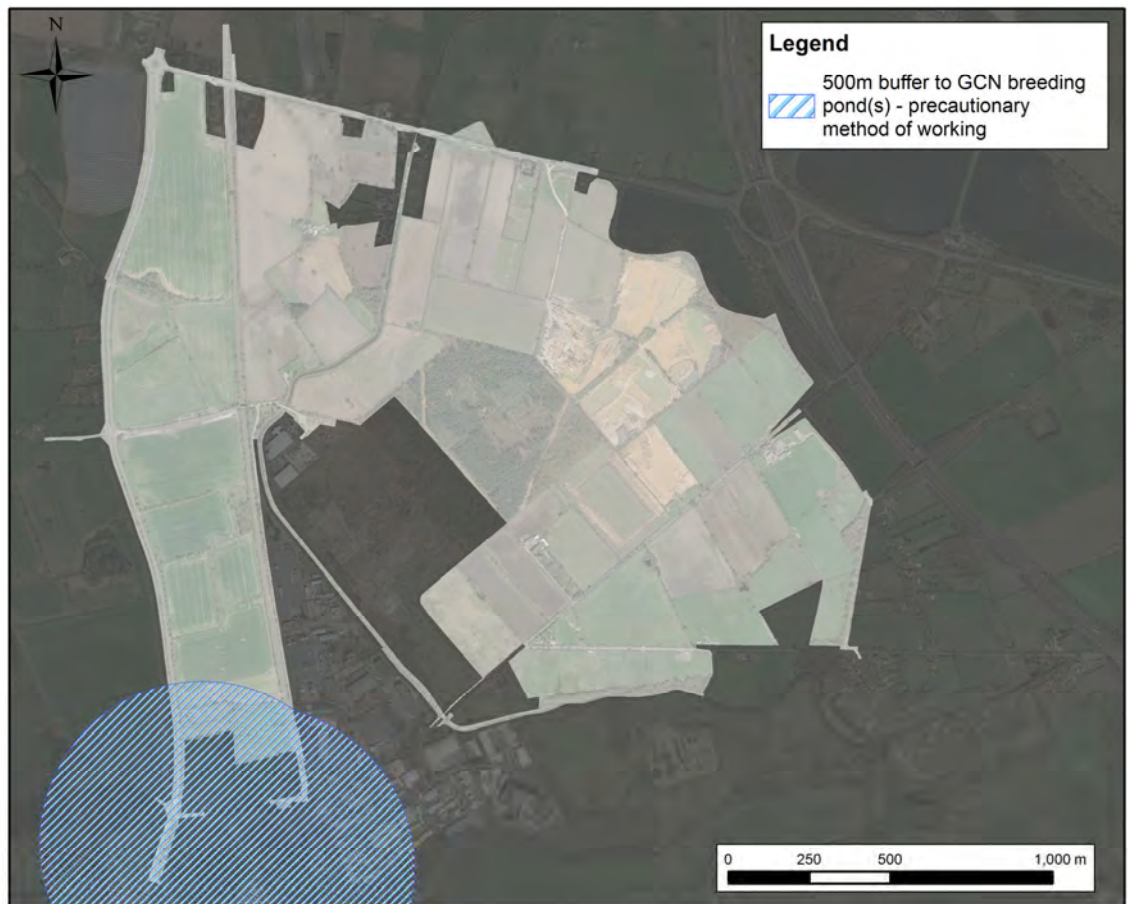 N
Legend
500m buffer to GCN breeding
pond(s) - precautionary
method of working
0 250 500 1,000 m